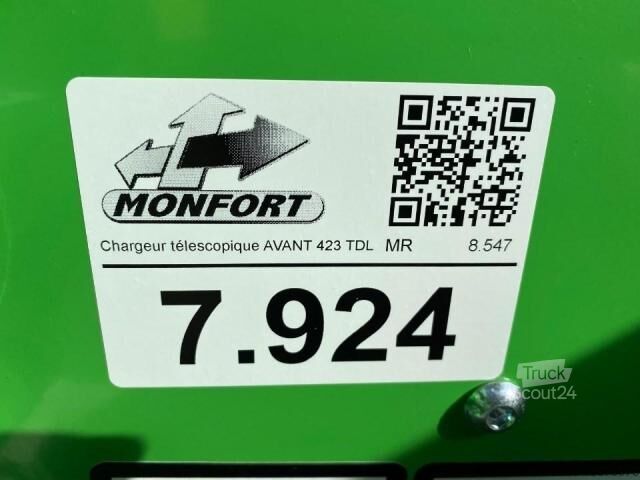 MONFORT
Chargeur télescopique AVANT 423 TDL MR 8.547
7.924
Truck
Scout24